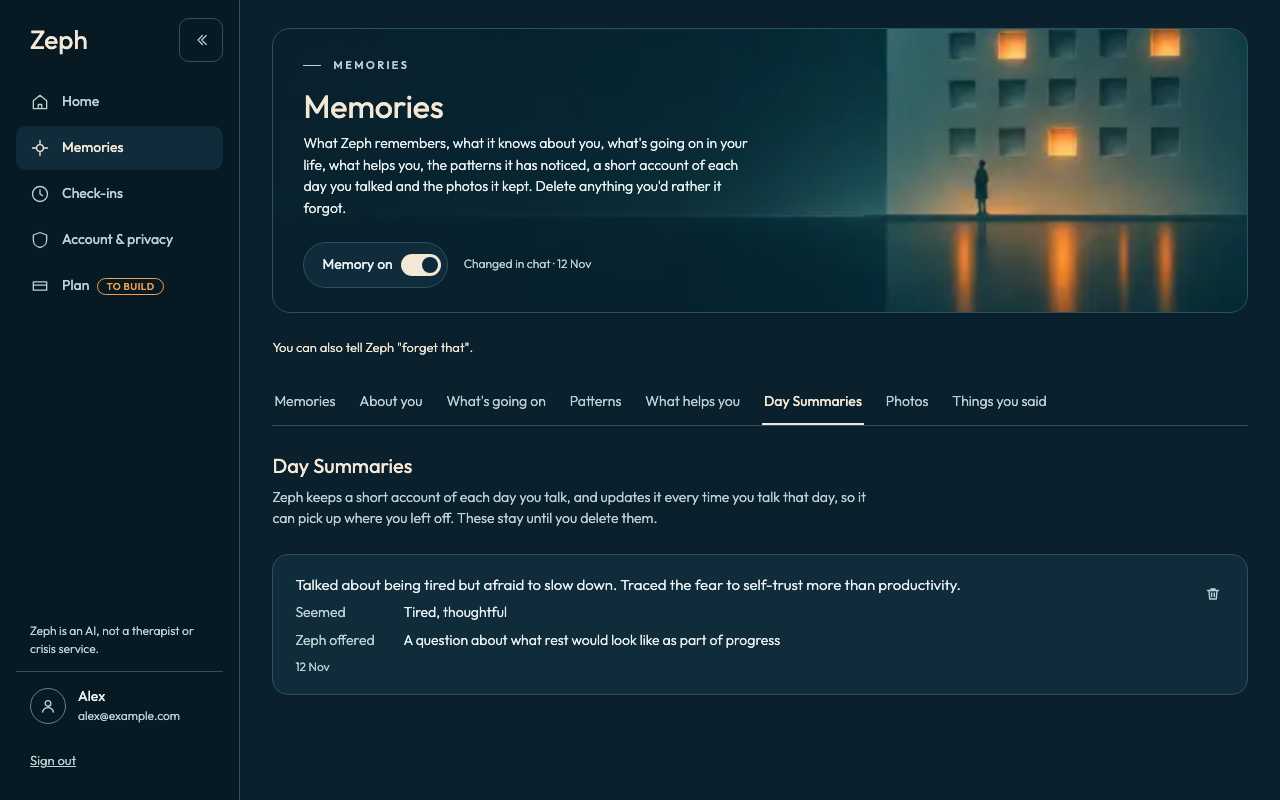 Zeph
Home
Memories
Check-ins
Account & privacy
Plan TO BUILD
Zeph is an AI, not a therapist or
crisis service.
Alex
alex@example.com
Sign out
MEMORIES
Memories
What Zeph remembers, what it knows about you, what's going on in your
life, what helps you, the patterns it has noticed, a short account of each
day you talked and the photos it kept. Delete anything you'd rather it
forgot.
Memory on
Changed in chat · 12 Nov
You can also tell Zeph "forget that".
Memories About you What's going on Patterns What helps you Day Summaries Photos Things you said
Day Summaries
Zeph keeps a short account of each day you talk, and updates it every time you talk that day, so it
can pick up where you left off. These stay until you delete them.
Talked about being tired but afraid to slow down. Traced the fear to self-trust more than productivity.
Seemed Tired, thoughtful
Zeph offered A question about what rest would look like as part of progress
12 Nov